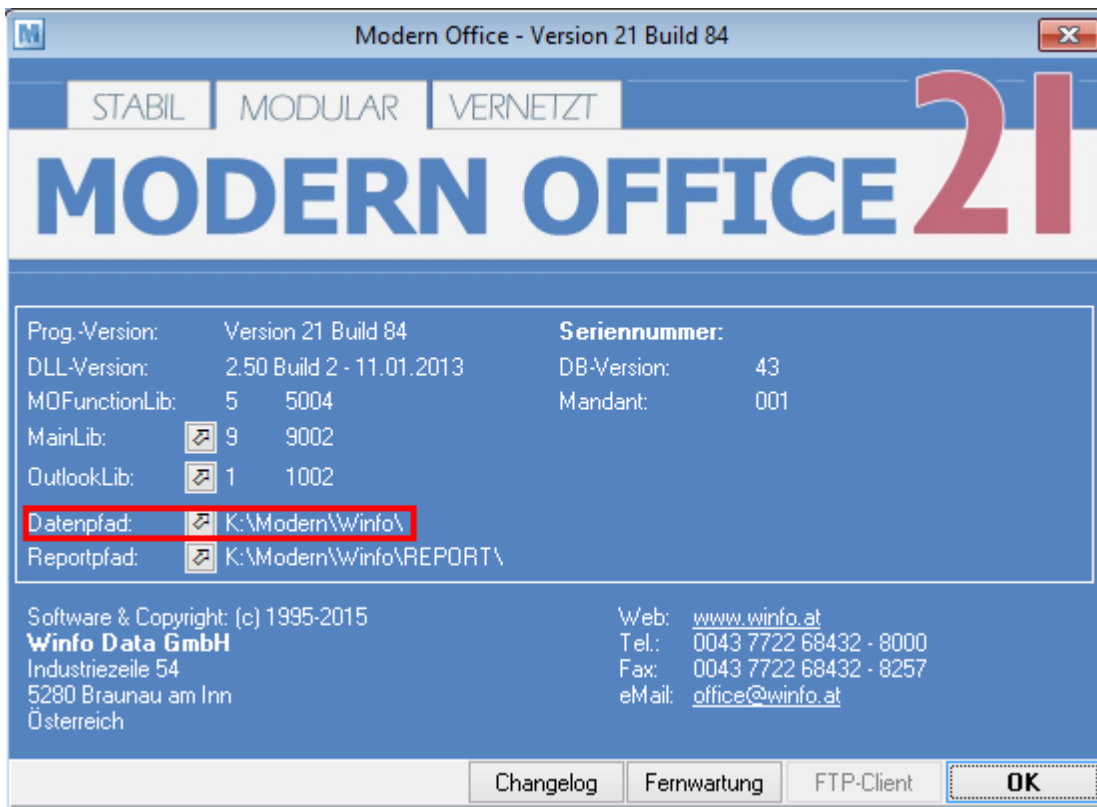 Modern Office - Version 21 Build 84
STABIL MODULAR VERNETZT
MODERN OFFICE 21
Prog.-Version: Version 21 Build 84 Seriennummer:
DLL-Version: 2.50 Build 2 - 11.01.2013 DB-Version: 43
MOFunctionLib: 5 5004 Mandant: 001
MainLib: 9 9002
OutlookLib: 1 1002
Datenpfad: K:\Modern\Winfo\
Reportpfad: K:\Modern\Winfo\REPORT\
Software & Copyright: (c) 1995-2015 Web: www.winfo.at
Winfo Data GmbH Tel.: 0043 7722 68432 - 8000
Industriezeile 54 Fax: 0043 7722 68432 - 8257
5280 Braunau am Inn eMail: office@winfo.at
Österreich
Changelog Fernwartung FTP-Client OK